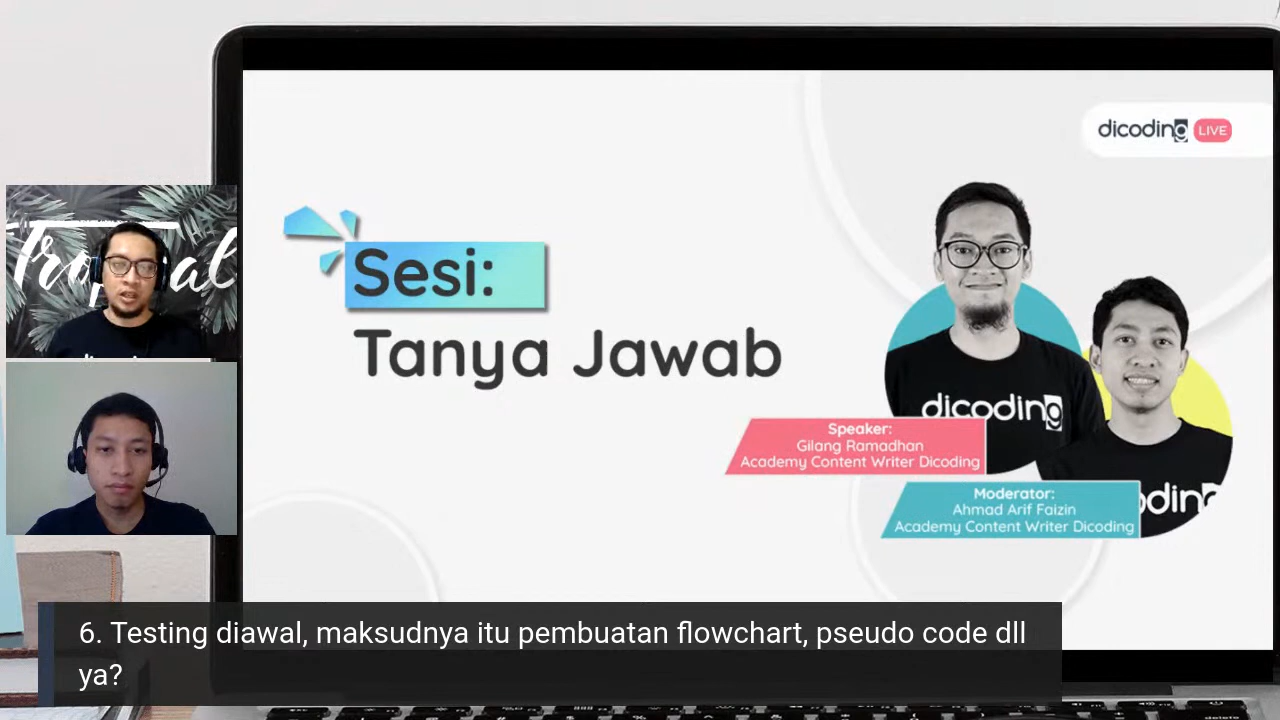 dicoding LIVE
Tropical
Sesi:
Tanya Jawab
dicoding
Speaker:
Gilang Ramadhan
Academy Content Writer Dicoding
Moderator:
Ahmad Arif Faizin
Academy Content Writer Dicoding
6. Testing diawal, maksudnya itu pembuatan flowchart, pseudo code dll
ya?
delete